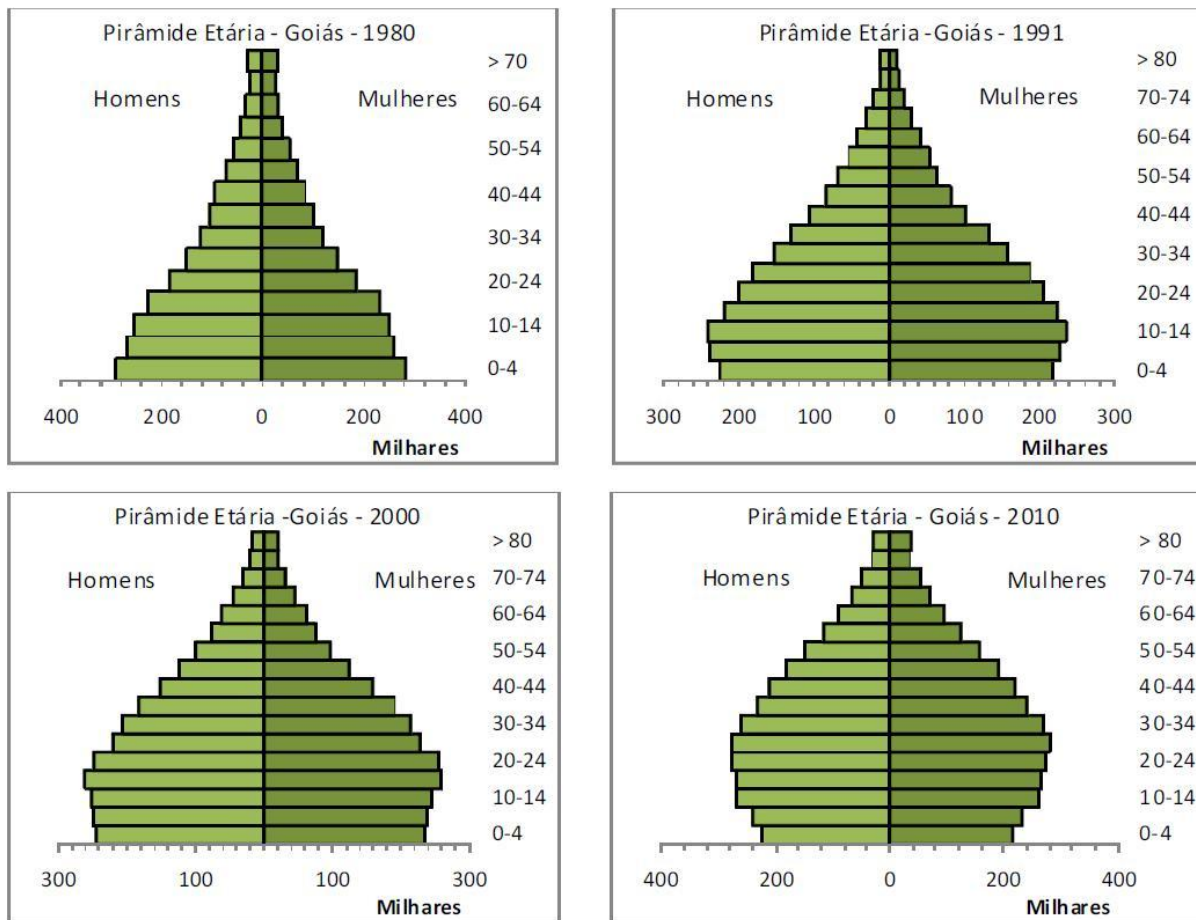 Pirâmide Etária - Goiás - 1980
Homens
Mulheres
> 70
60-64
50-54
40-44
30-34
20-24
10-14
0-4
400 200 0 200 400
Milhares
Pirâmide Etária -Goiás - 1991
Homens
Mulheres
> 80
70-74
60-64
50-54
40-44
30-34
20-24
10-14
0-4
300 200 100 0 100 200 300
Milhares
Pirâmide Etária -Goiás - 2000
Homens
Mulheres
> 80
70-74
60-64
50-54
40-44
30-34
20-24
10-14
0-4
300 100 100 300
Milhares
Pirâmide Etária - Goiás - 2010
Homens
Mulheres
> 80
70-74
60-64
50-54
40-44
30-34
20-24
10-14
0-4
400 200 0 200 400
Milhares